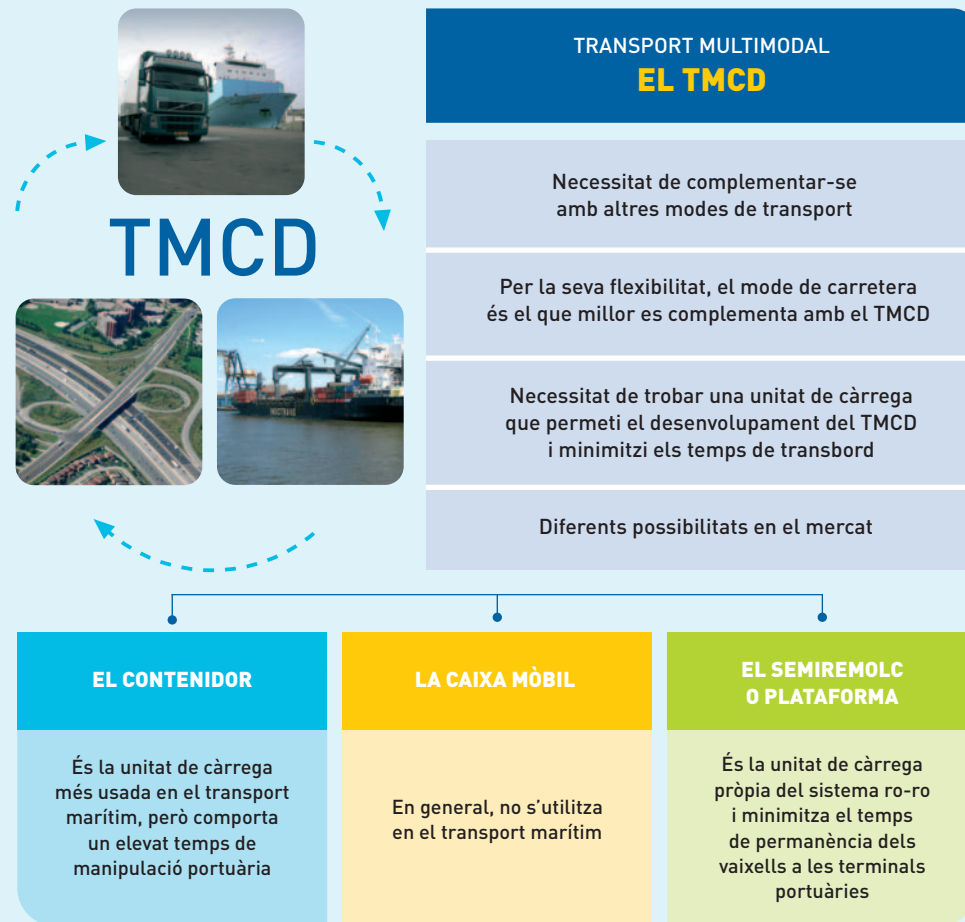 TRANSPORT MULTIMODAL
EL TMCD
TMCD
Necessitat de complementar-se
amb altres modes de transport
Per la seva flexibilitat, el mode de carretera
és el que millor es complementa amb el TMCD
Necessitat de trobar una unitat de càrrega
que permeti el desenvolupament del TMCD
i minimitzi els temps de transbord
Diferents possibilitats en el mercat
EL CONTENIDOR
És la unitat de càrrega
més usada en el transport
marítim, però comporta
un elevat temps de
manipulació portuària
LA CAIXA MÒBIL
En general, no s’utilitza
en el transport marítim
EL SEMIREMOLC
O PLATAFORMA
És la unitat de càrrega
pròpia del sistema ro-ro
i minimitza el temps
de permanència dels
vaixells a les terminals
portuàries